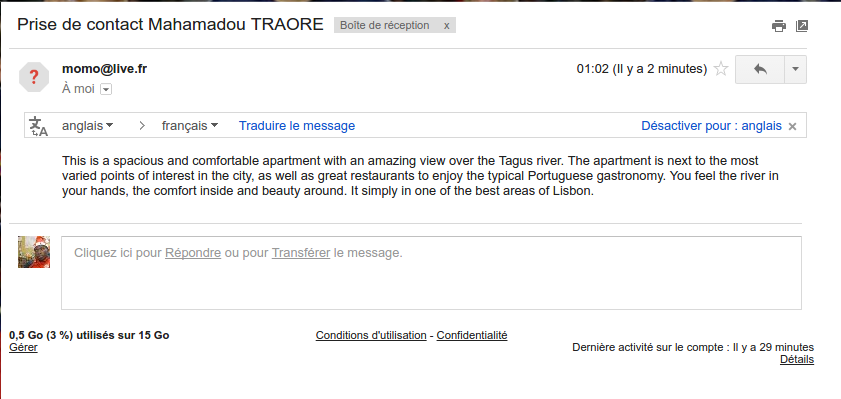 Prise de contact Mahamadou TRAORE Boîte de réception x
?
momo@live.fr 01:02 (Il y a 2 minutes)
À moi
anglais > français Traduire le message Désactiver pour : anglais ×
This is a spacious and comfortable apartment with an amazing view over the Tagus river. The apartment is next to the most
varied points of interest in the city, as well as great restaurants to enjoy the typical Portuguese gastronomy. You feel the river in
your hands, the comfort inside and beauty around. It simply in one of the best areas of Lisbon.
Cliquez ici pour Répondre ou pour Transférer le message.
0,5 Go (3 %) utilisés sur 15 Go Conditions d'utilisation - Confidentialité
Gérer Dernière activité sur le compte : Il y a 29 minutes
Détails